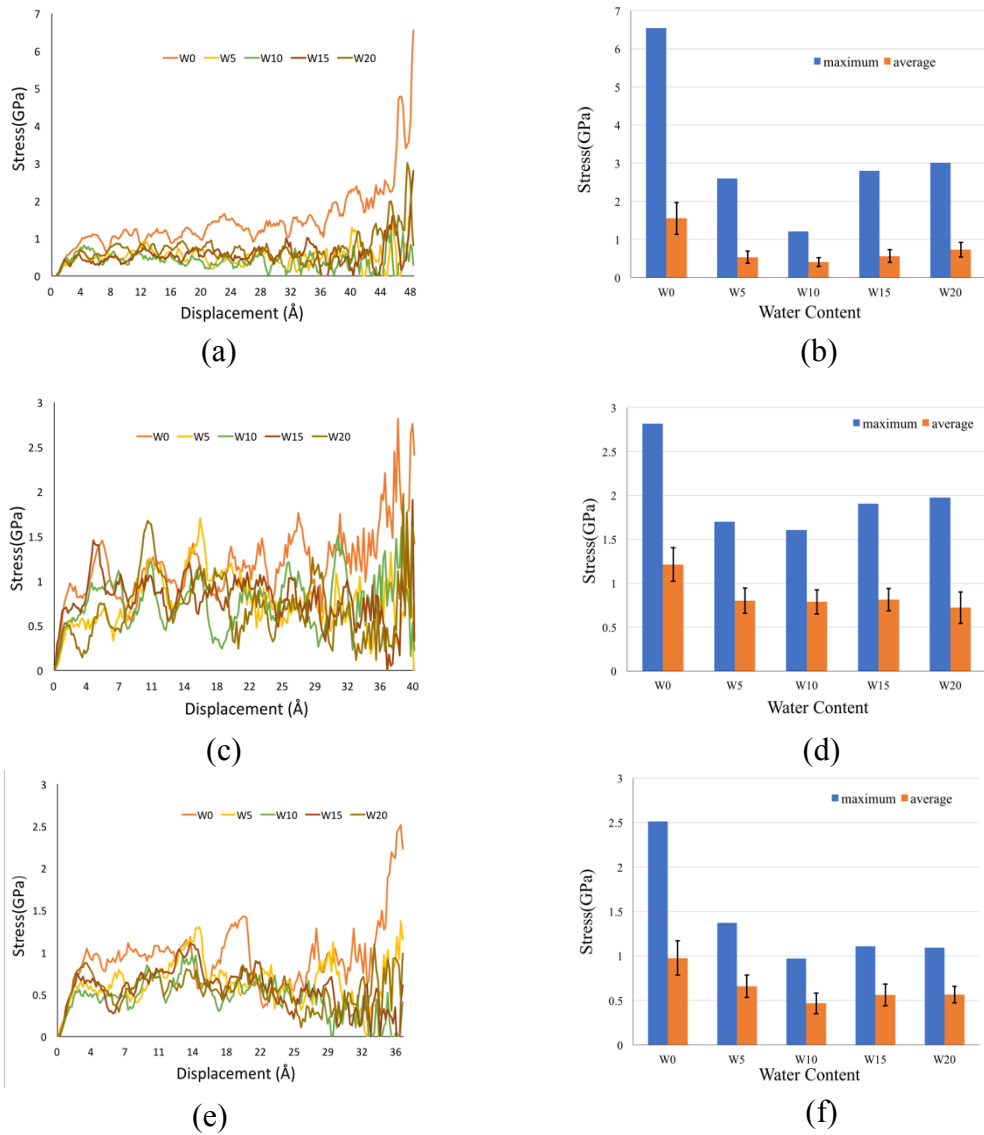 7
6
5
4
3
2
1
0
Stress(GPa)
W0 W5 W10 W15 W20
0 4 8 12 16 20 24 28 32 36 40 44 48
Displacement (Å)
(a)
7
6
5
4
3
2
1
0
Stress(GPa)
maximum average
W0 W5 W10 W15 W20
Water Content
(b)
3
2.5
2
1.5
1
0.5
0
Stress(GPa)
W0 W5 W10 W15 W20
0 4 7 11 14 18 22 25 29 32 36 40
Displacement (Å)
(c)
3
2.5
2
1.5
1
0.5
0
Stress(GPa)
maximum average
W0 W5 W10 W15 W20
Water Content
(d)
3
2.5
2
1.5
1
0.5
0
Stress(GPa)
W0 W5 W10 W15 W20
0 4 7 11 14 18 22 25 29 32 36
Displacement (Å)
(e)
3
2.5
2
1.5
1
0.5
0
Stress(GPa)
maximum average
W0 W5 W10 W15 W20
Water Content
(f)